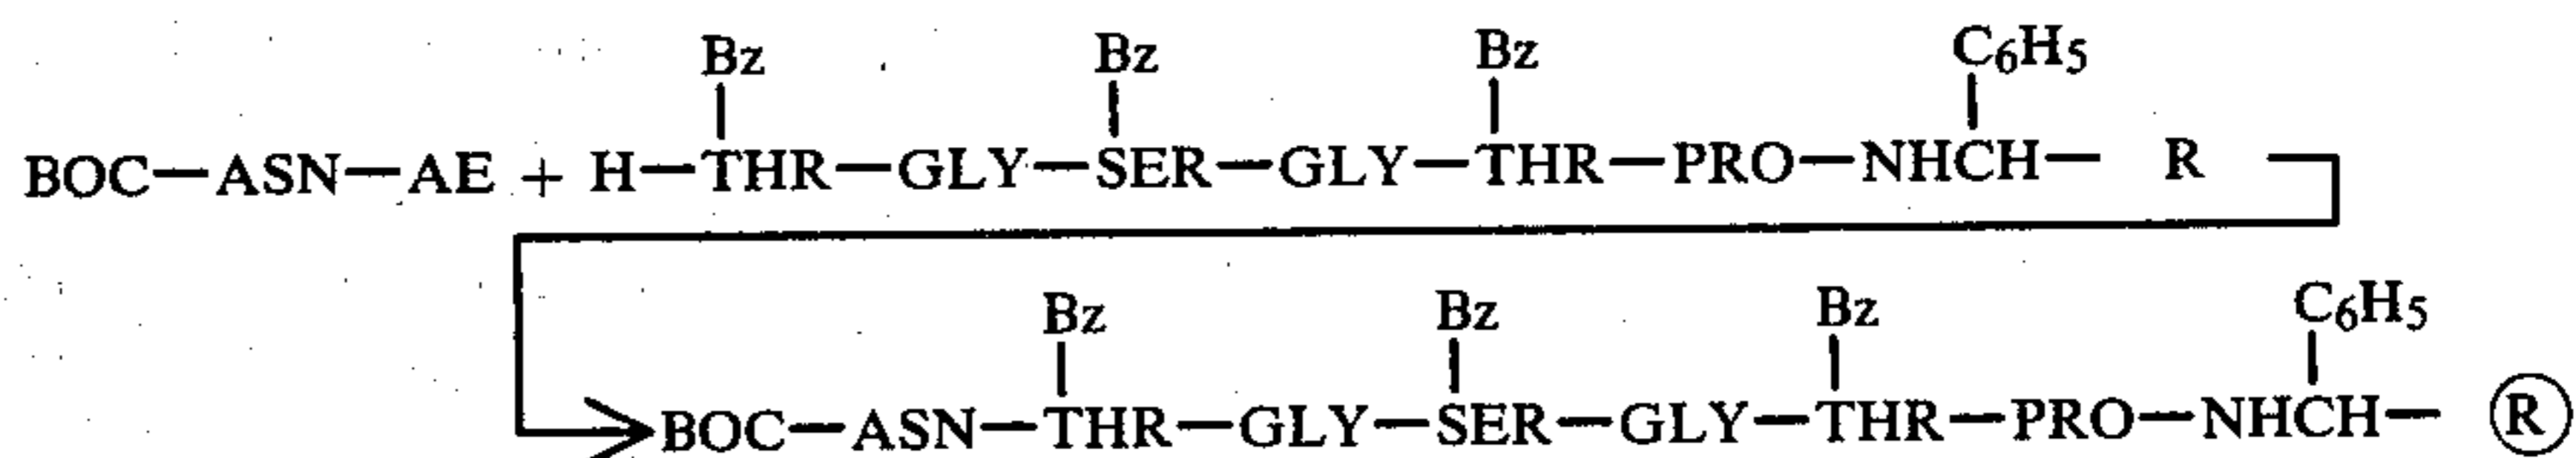 Bz Bz Bz C6H5
BOC—ASN—AE + H—THR—GLY—SER—GLY—THR—PRO—NHCH— R
Bz Bz Bz C6H5
BOC—ASN—THR—GLY—SER—GLY—THR—PRO—NHCH— R